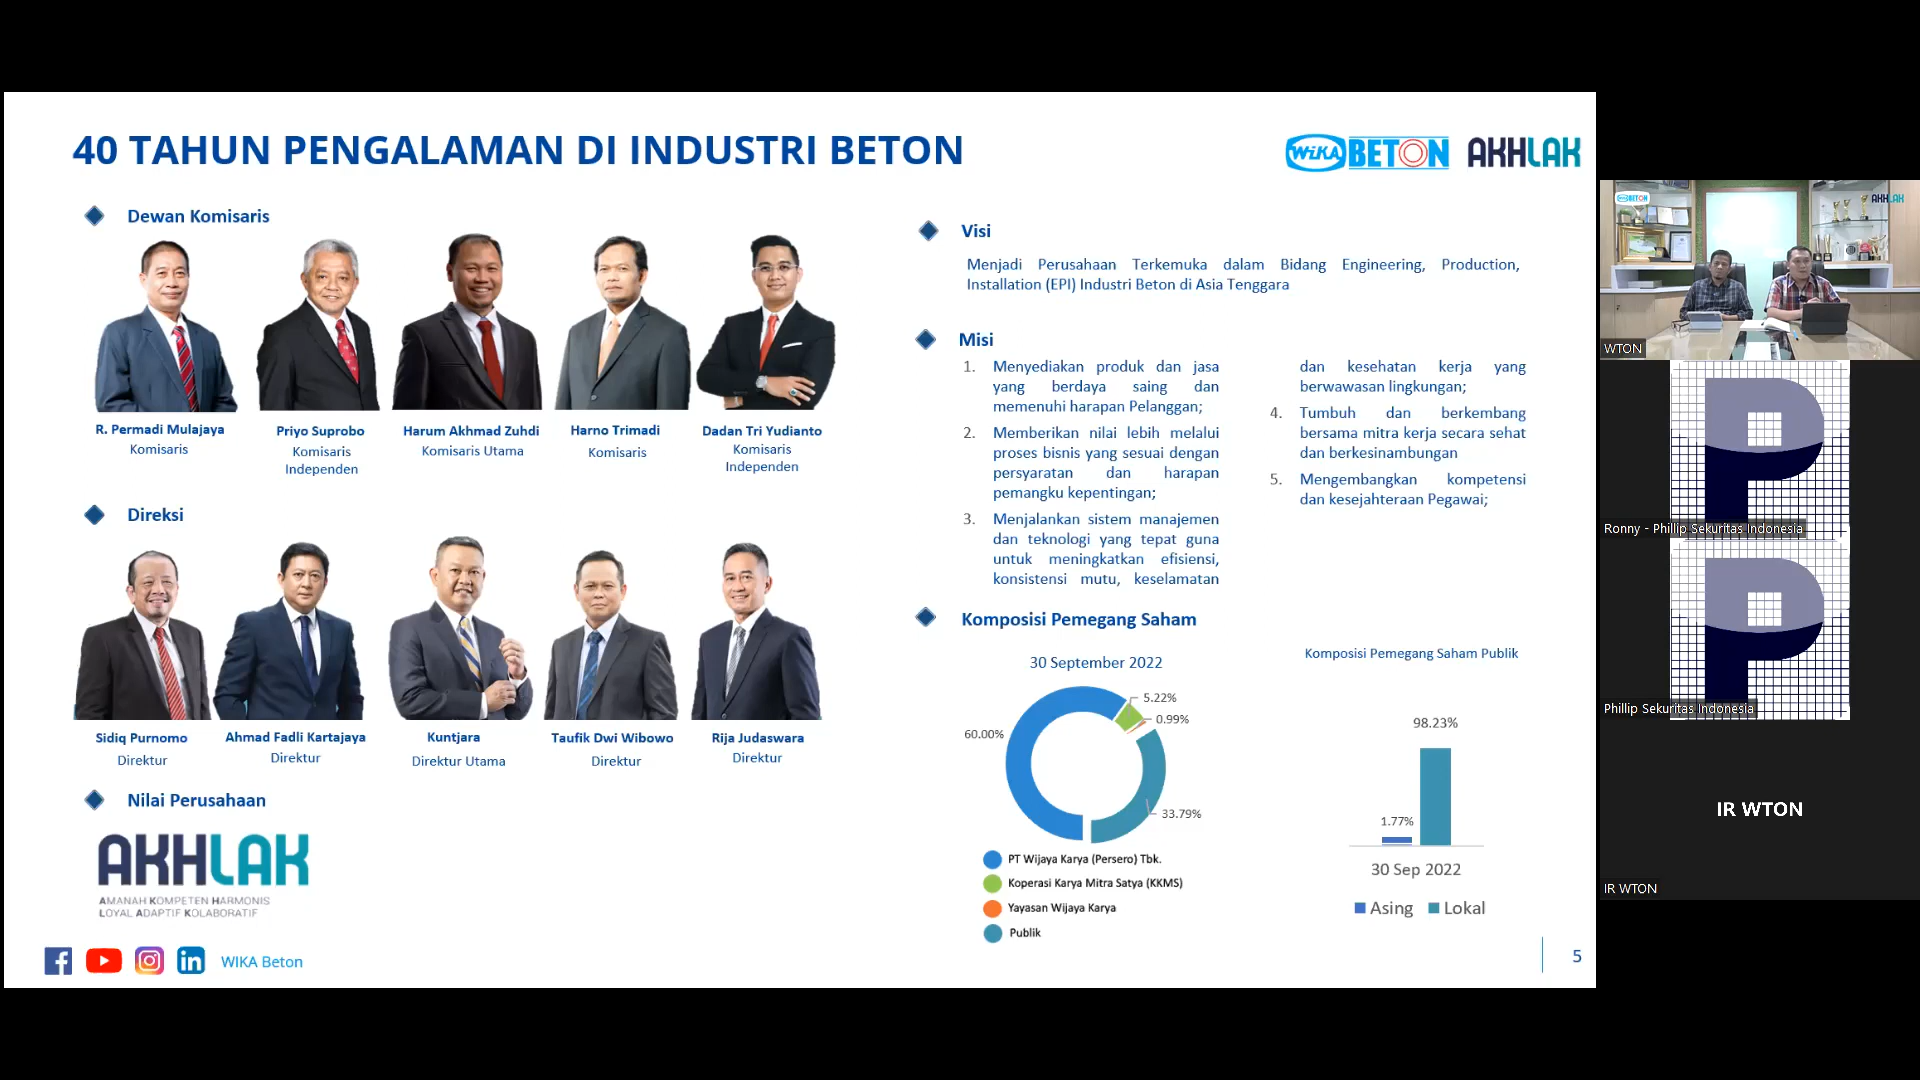 40 TAHUN PENGALAMAN DI INDUSTRI BETON
WiKA BETON
AKHLAK
Dewan Komisaris
R. Permadi Mulajaya
Komisaris
Priyo Suprobo
Komisaris
Independen
Harum Akhmad Zuhdi
Komisaris Utama
Harno Trimadi
Komisaris
Dadan Tri Yudianto
Komisaris
Independen
Direksi
Sidiq Purnomo
Direktur
Ahmad Fadli Kartajaya
Direktur
Kuntjara
Direktur Utama
Taufik Dwi Wibowo
Direktur
Rija Judaswara
Direktur
Nilai Perusahaan
AKHLAK
AMANAH KOMPETEN HARMONIS
LOYAL ADAPTIF KOLABORATIF
WIKA Beton
Visi
Menjadi Perusahaan Terkemuka dalam Bidang Engineering, Production,
Installation (EPI) Industri Beton di Asia Tenggara
Misi
1. Menyediakan produk dan jasa
yang berdaya saing dan
memenuhi harapan Pelanggan;
2. Memberikan nilai lebih melalui
proses bisnis yang sesuai dengan
persyaratan dan harapan
pemangku kepentingan;
3. Menjalankan sistem manajemen
dan teknologi yang tepat guna
untuk meningkatkan efisiensi,
konsistensi mutu, keselamatan
dan kesehatan kerja yang
berwawasan lingkungan;
4. Tumbuh dan berkembang
bersama mitra kerja secara sehat
dan berkesinambungan
5. Mengembangkan kompetensi
dan kesejahteraan Pegawai;
Komposisi Pemegang Saham
30 September 2022
5.22%
0.99%
60.00%
33.79%
PT Wijaya Karya (Persero) Tbk.
Koperasi Karya Mitra Satya (KKMS)
Yayasan Wijaya Karya
Publik
Komposisi Pemegang Saham Publik
98.23%
1.77%
30 Sep 2022
Asing Lokal
5
WiKA BETON
AKHLAK
WTON
Ronny - Phillip Sekuritas Indonesia
Phillip Sekuritas Indonesia
IR WTON
IR WTON